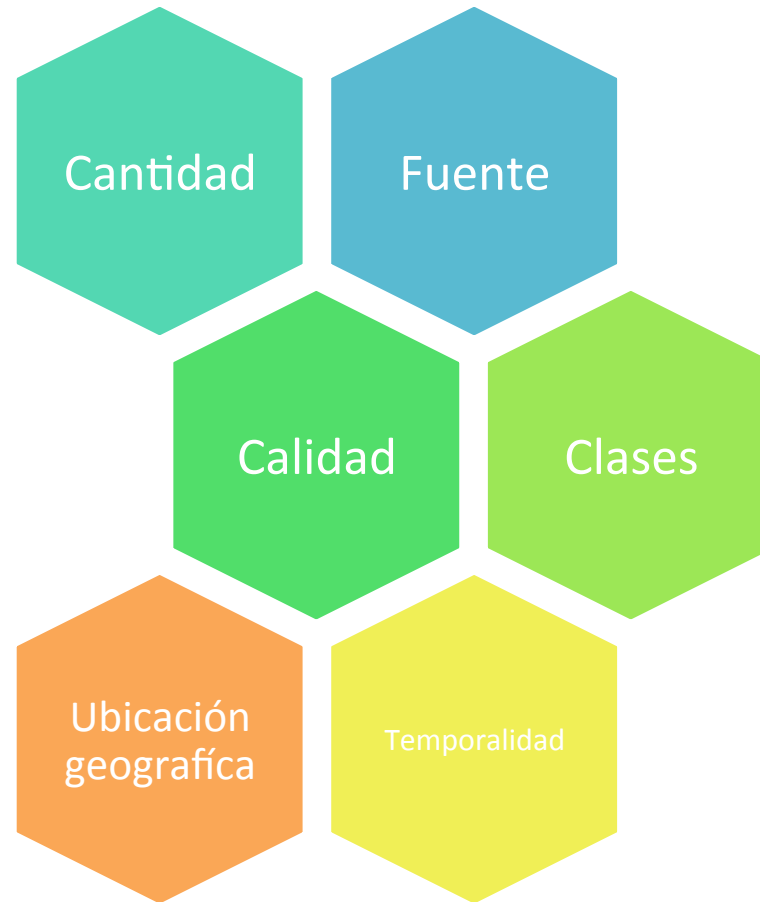 Cantidad
Fuente
Calidad
Clases
Ubicación
geografíca
Temporalidad